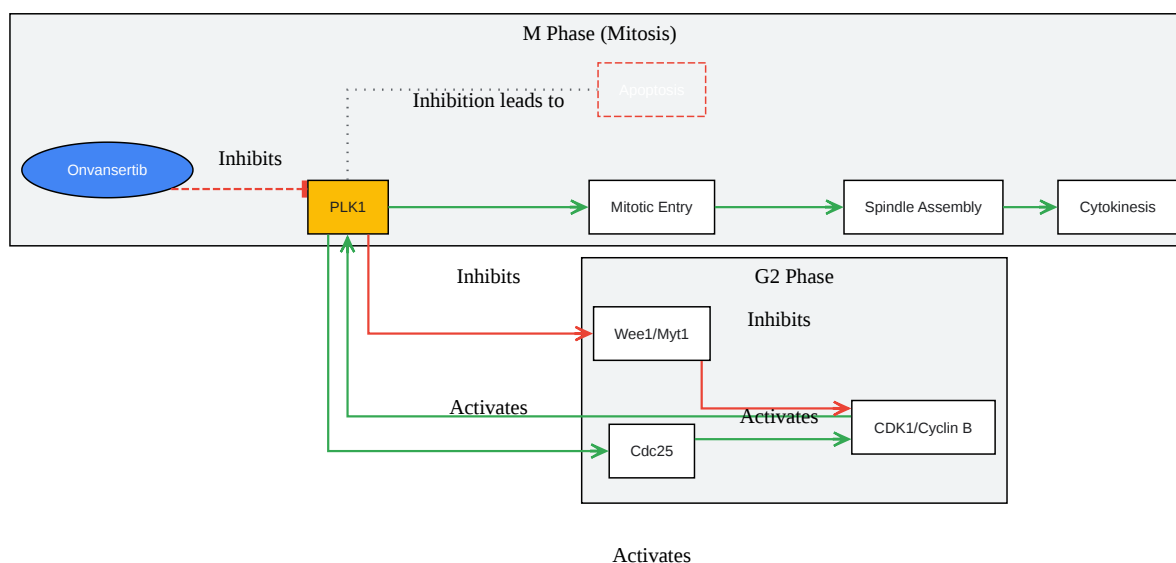 M Phase (Mitosis)
Apoptosis
Inhibition leads to
Onvansertib
Inhibits
PLK1
Mitotic Entry
Spindle Assembly
Cytokinesis
Inhibits
G2 Phase
Wee1/Myt1
Inhibits
Activates
Activates
CDK1/Cyclin B
Cdc25
Activates